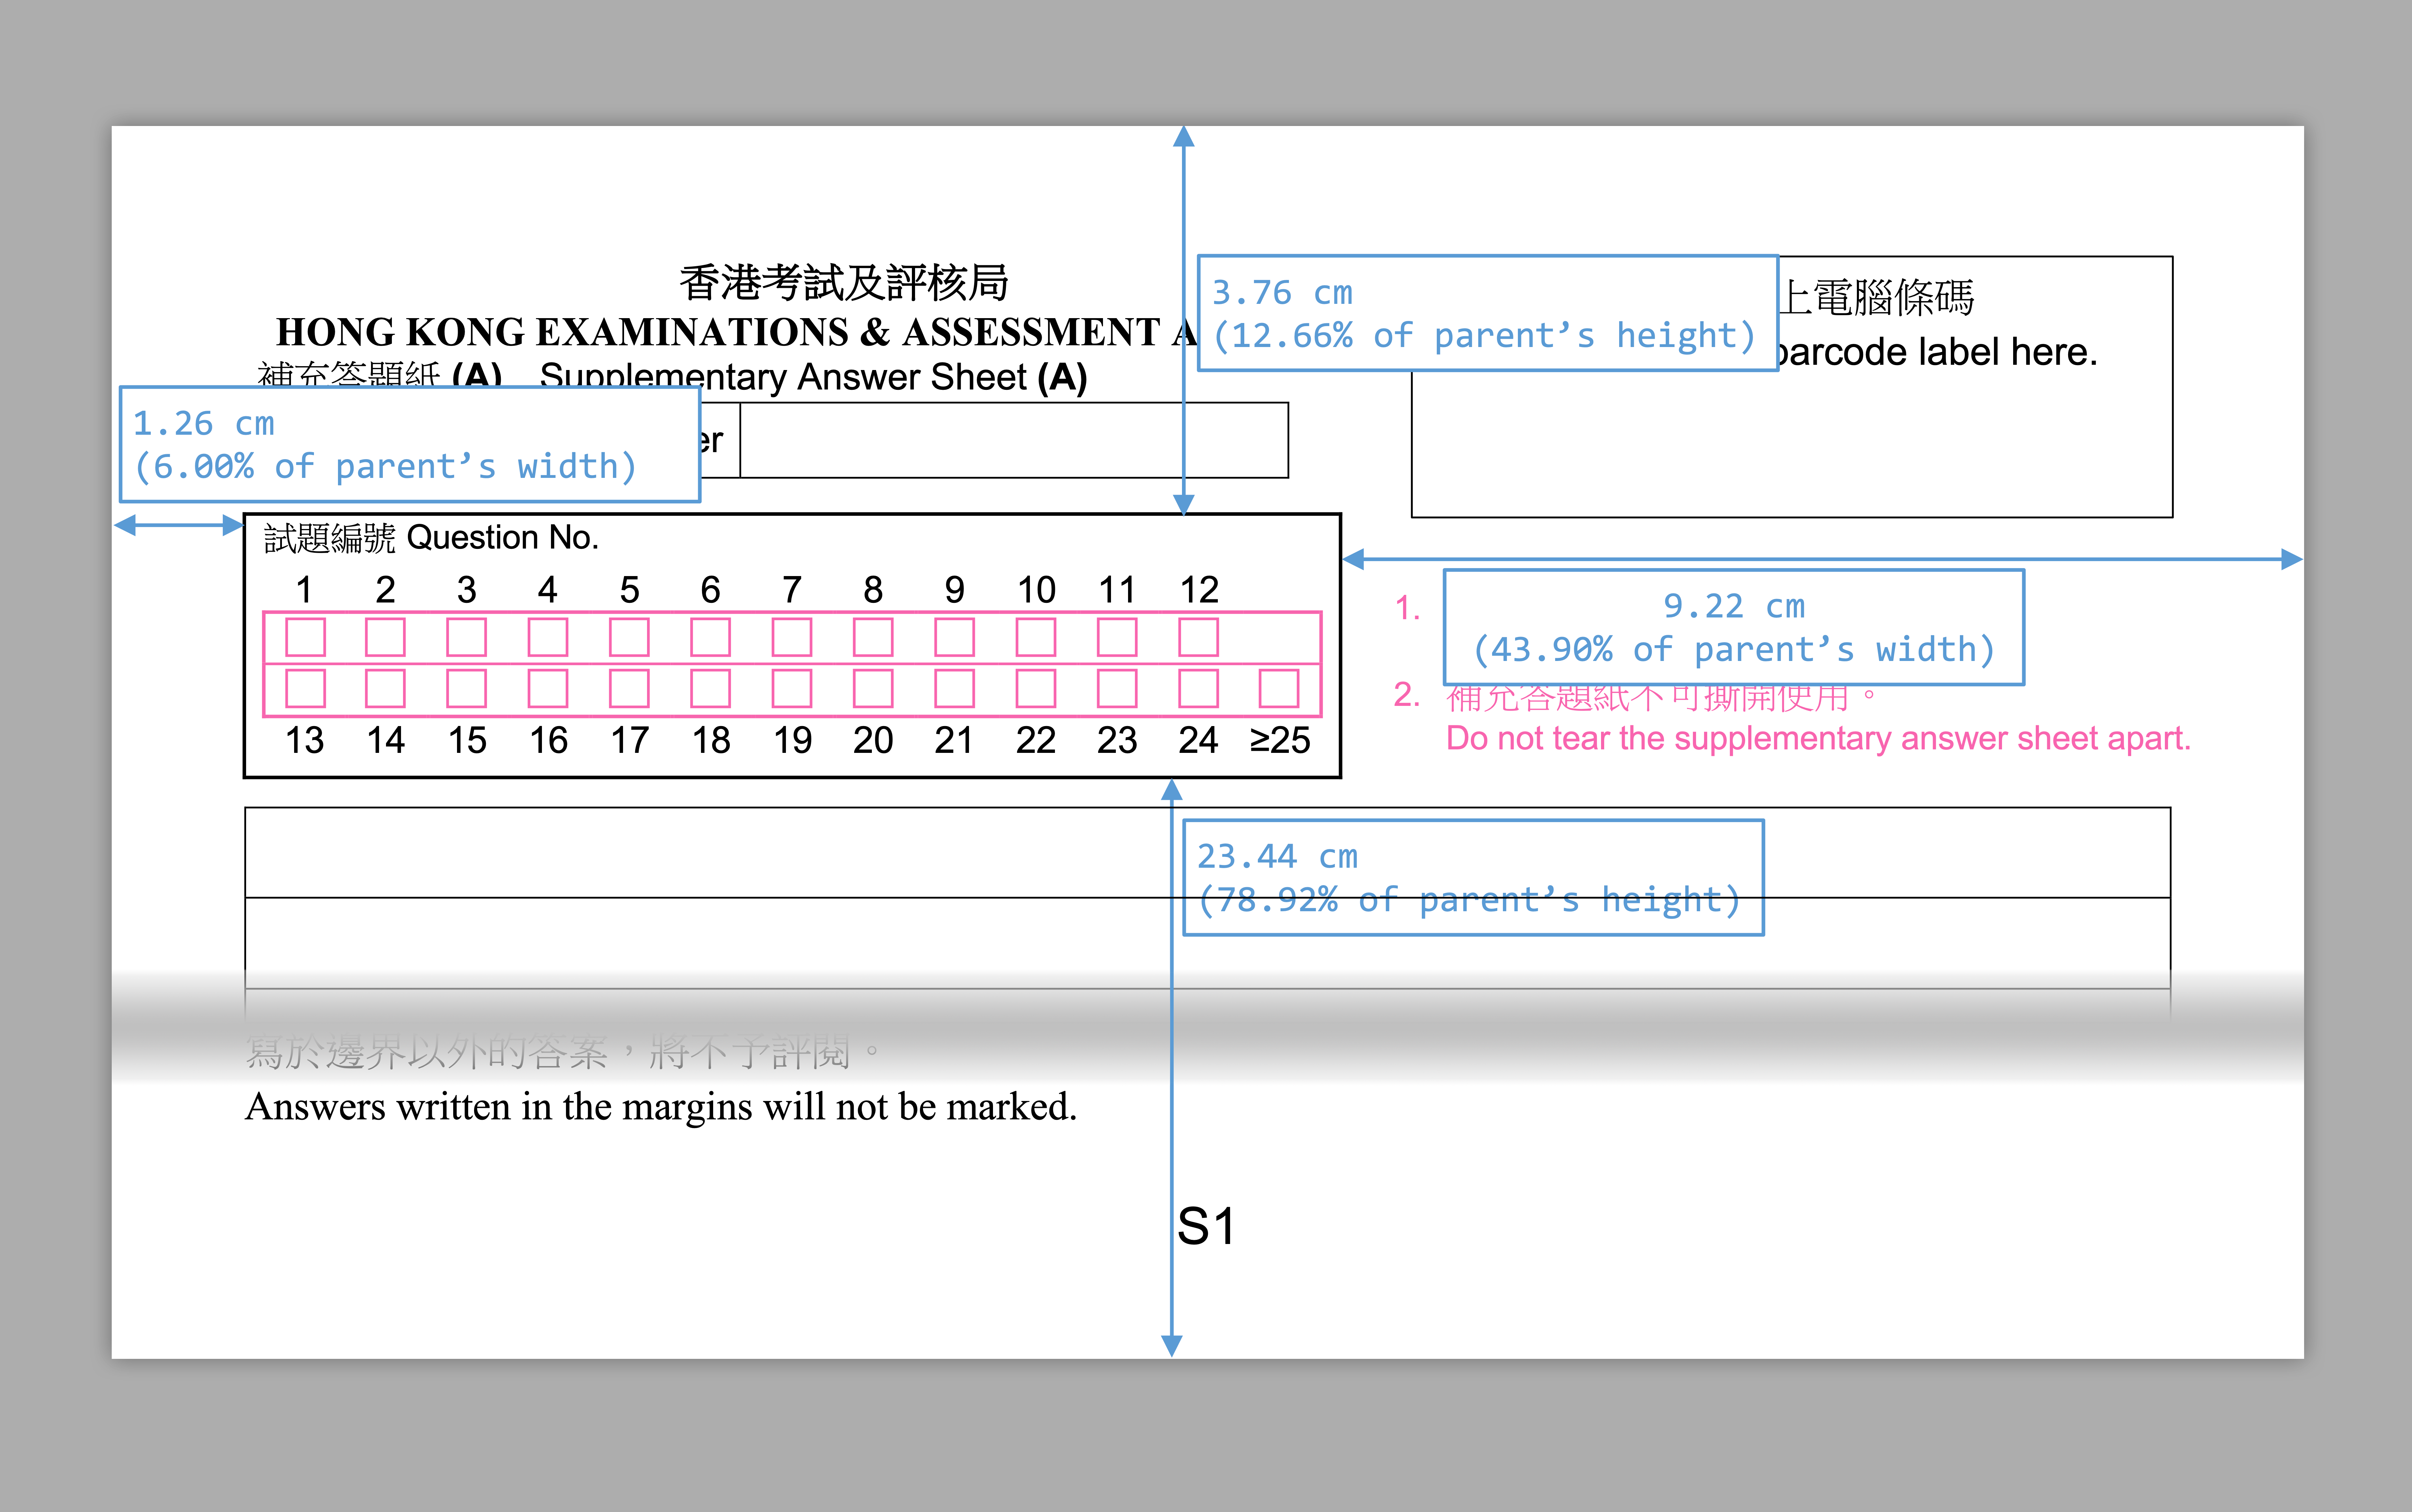 香港考試及評核局
HONG KONG EXAMINATIONS & ASSESSMENT A
補充答題紙 (A) Supplementary Answer Sheet (A)
3.76 cm
(12.66% of parent’s height)
上電腦條碼
barcode label here.
1.26 cm
(6.00% of parent’s width)
er
試題編號 Question No.
1 2 3 4 5 6 7 8 9 10 11 12
13 14 15 16 17 18 19 20 21 22 23 24 ≥25
1.
9.22 cm
(43.90% of parent’s width)
2. 補充答題紙不可撕開使用。
Do not tear the supplementary answer sheet apart.
23.44 cm
(78.92% of parent’s height)
寫於邊界以外的答案，將不予評閱。
Answers written in the margins will not be marked.
S1